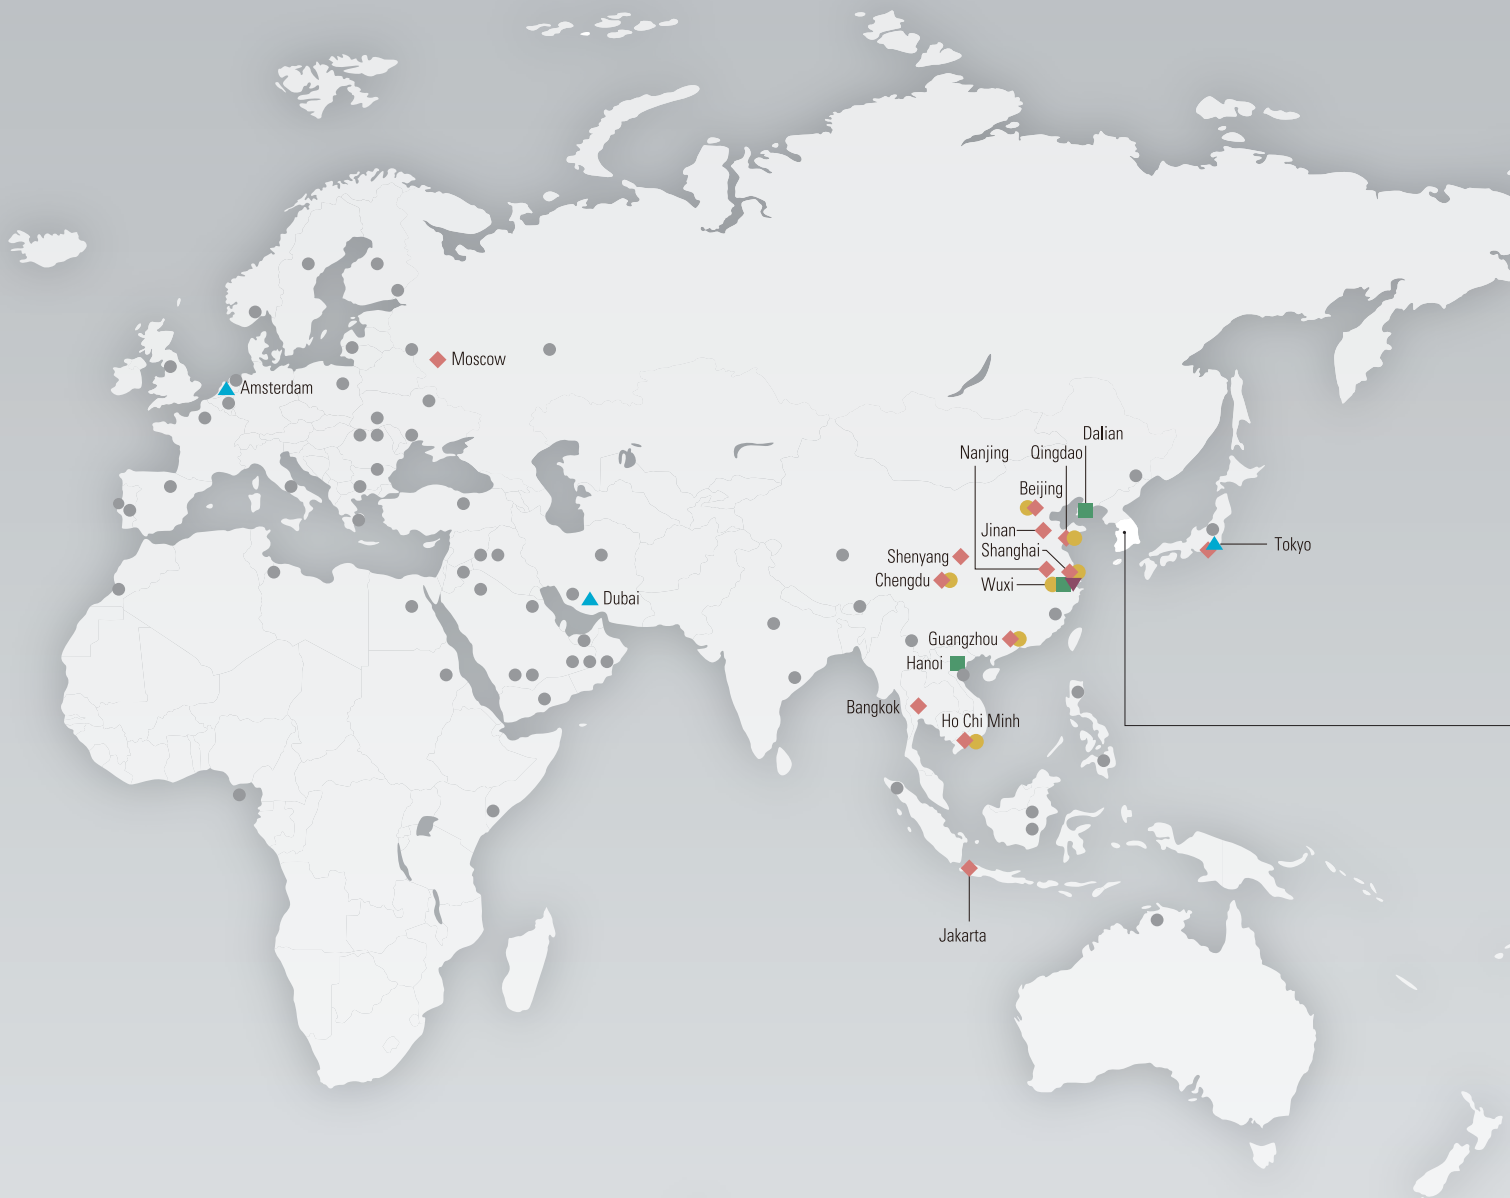 Moscow
Amsterdam
Dalian
Nanjing
Qingdao
Beijing
Jinan
Shanghai
Shenyang
Chengdu
Wuxi
Tokyo
Dubai
Guangzhou
Hanoi
Bangkok
Ho Chi Minh
Jakarta